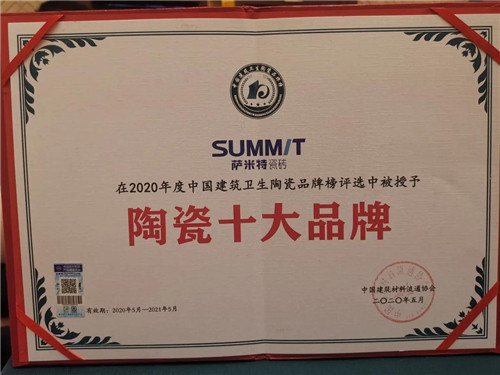 SUMMIT
萨米特瓷砖
在2020年度中国建筑卫生陶瓷品牌榜评选中被授予
陶瓷十大品牌
中国建筑材料流通协会
二〇二〇年五月
有效期：2020年5月—2021年5月